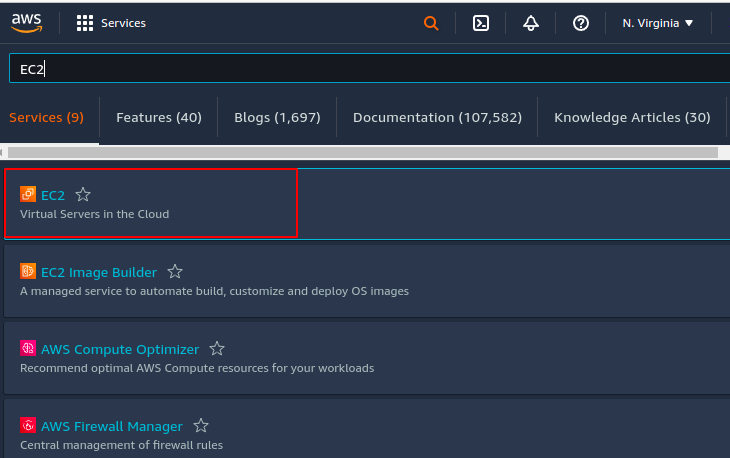 aws Services N. Virginia
EC2
Services (9) Features (40) Blogs (1,697) Documentation (107,582) Knowledge Articles (30)
EC2
Virtual Servers in the Cloud
EC2 Image Builder
A managed service to automate build, customize and deploy OS images
AWS Compute Optimizer
Recommend optimal AWS Compute resources for your workloads
AWS Firewall Manager
Central management of firewall rules